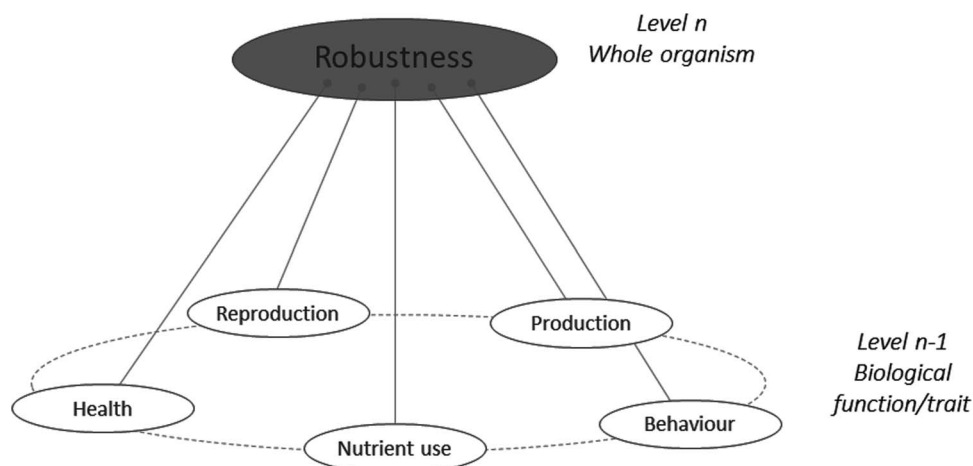 Robustness
Level n
Whole organism
Reproduction
Production
Level n-1
Biological
function/trait
Health
Behaviour
Nutrient use